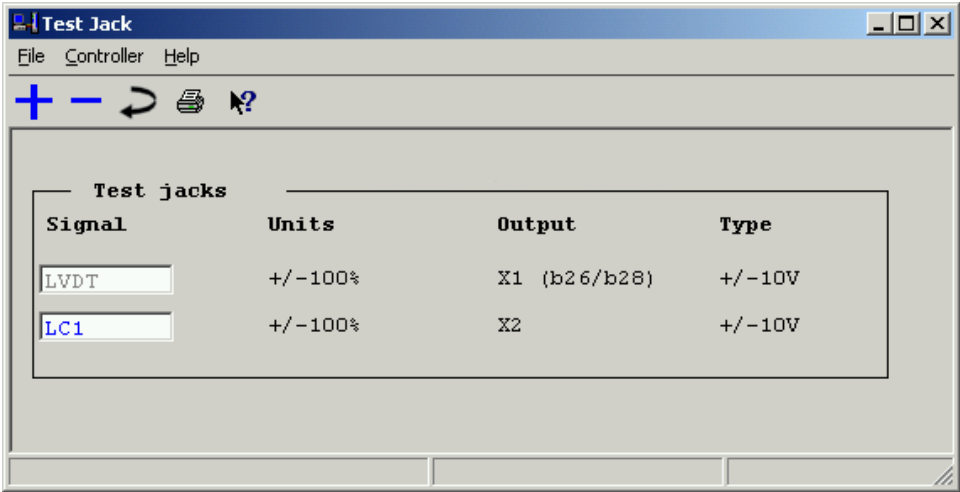 Test Jack
File Controller Help
Test jacks
Signal Units Output Type
LVDT +/-100% X1 (b26/b28) +/-10V
LC1 +/-100% X2 +/-10V